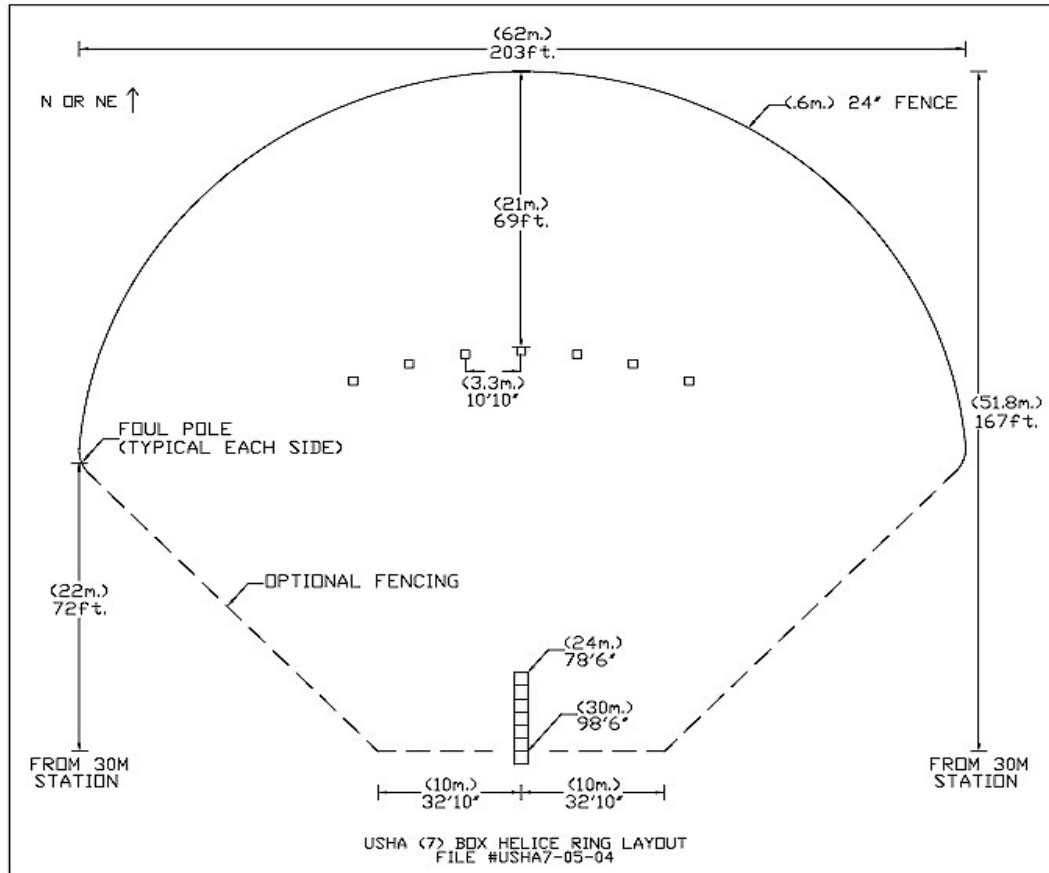 (62m.)
203ft.
N OR NE
(.6m.) 24" FENCE
(21m.)
69ft.
(3.3m.)
10'10"
(51.8m.)
167ft.
FOUL POLE
(TYPICAL EACH SIDE)
(22m.)
72ft.
OPTIONAL FENCING
(24m.)
78'6"
(30m.)
98'6"
FROM 30M
STATION
FROM 30M
STATION
(10m.)
32'10"
(10m.)
32'10"
USHA (7) BOX HELICE RING LAYOUT
FILE #USHA7-05-04